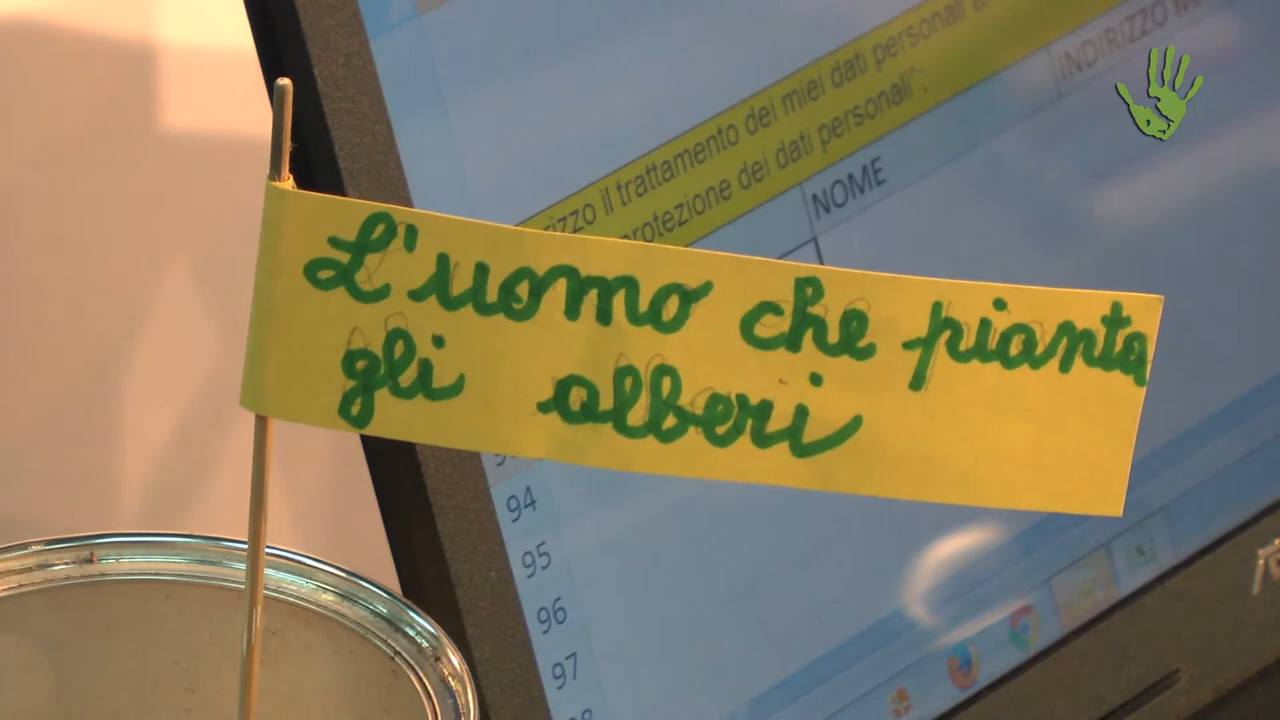 rizzo il trattamento dei miei dati personali
protezione dei dati personali".
NOME
INDIRIZZO
L'uomo che pianta
gli alberi
94
95
96
97